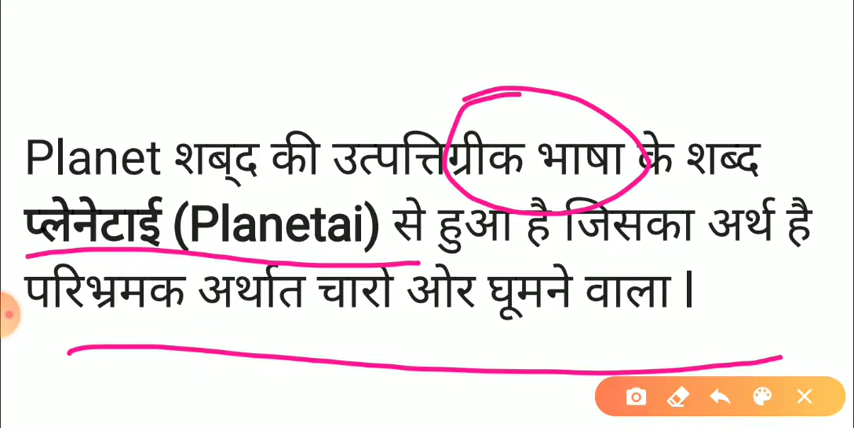 Planet शब्द की उत्पत्ति ग्रीक भाषा के शब्द
प्लेनेटाई (Planetai) से हुआ है जिसका अर्थ है
परिभ्रमक अर्थात चारो ओर घूमने वाला l